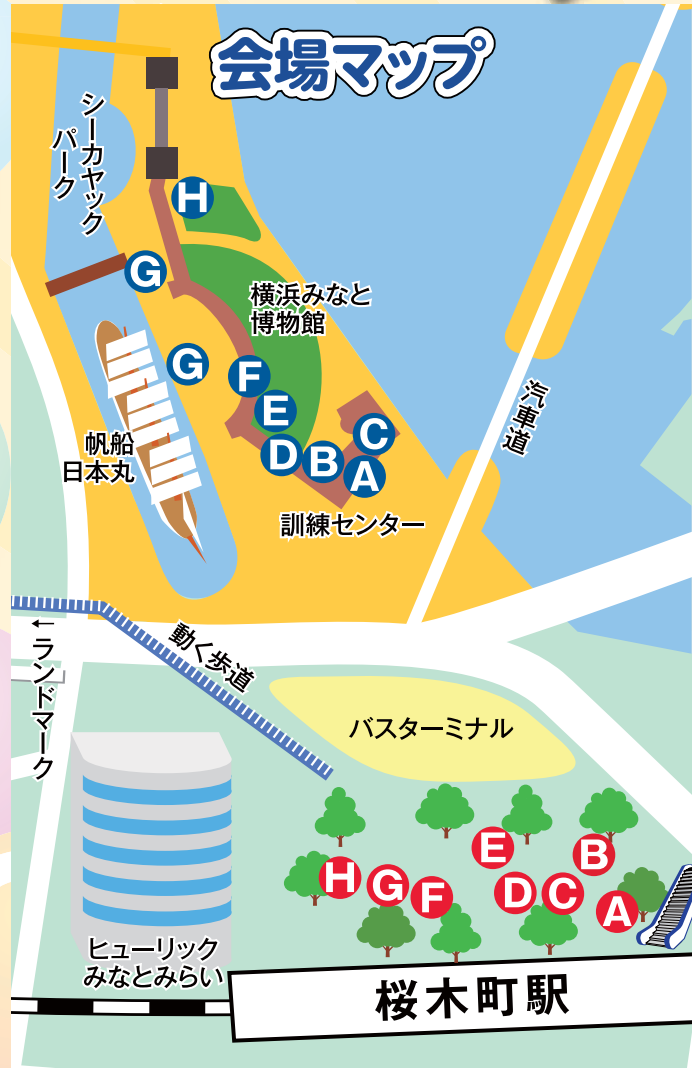 会場マップ
シーカヤック
パーク
H
G
横浜みなと
博物館
G
F
E
D
B
C
A
汽車道
帆船
日本丸
訓練センター
←ランドマーク
動く歩道
バスターミナル
E
B
H
G
F
D
C
A
ヒューリック
みなとみらい
桜木町駅